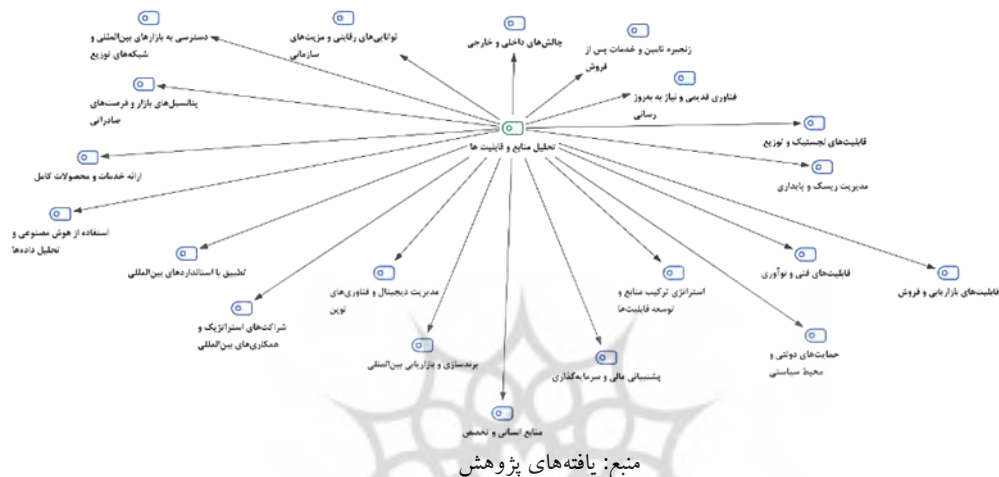 دسترسی به بازارهای بین‌المللی و
شبکه‌های توزیع
توانایی‌های رقابتی و مزیت‌های
سازمانی
چالش‌های داخلی و خارجی
زنجیره تامین و خدمات پس از
فروش
پتانسیل‌های بازار و فرصت‌های
صادراتی
فناوری قدیمی و نیاز به به‌روز
رسانی
تحلیل منابع و قابلیت ها
قابلیت‌های لجستیک و توزیع
ارائه خدمات و محصولات کامل
مدیریت ریسک و پایداری
استفاده از هوش مصنوعی و
تحلیل داده‌ها
تطبیق با استانداردهای بین‌المللی
مدیریت دیجیتال و فناوری‌های
نوین
استراتژی ترکیب منابع و
توسعه قابلیت‌ها
قابلیت‌های فنی و نوآوری
قابلیت‌های بازاریابی و فروش
شراکت‌های استراتژیک و
همکاری‌های بین‌المللی
برندسازی و بازاریابی بین‌المللی
پشتیبانی مالی و سرمایه‌گذاری
حمایت‌های دولتی و
محیط سیاستی
منابع انسانی و تخصص
منبع: یافته‌های پژوهش